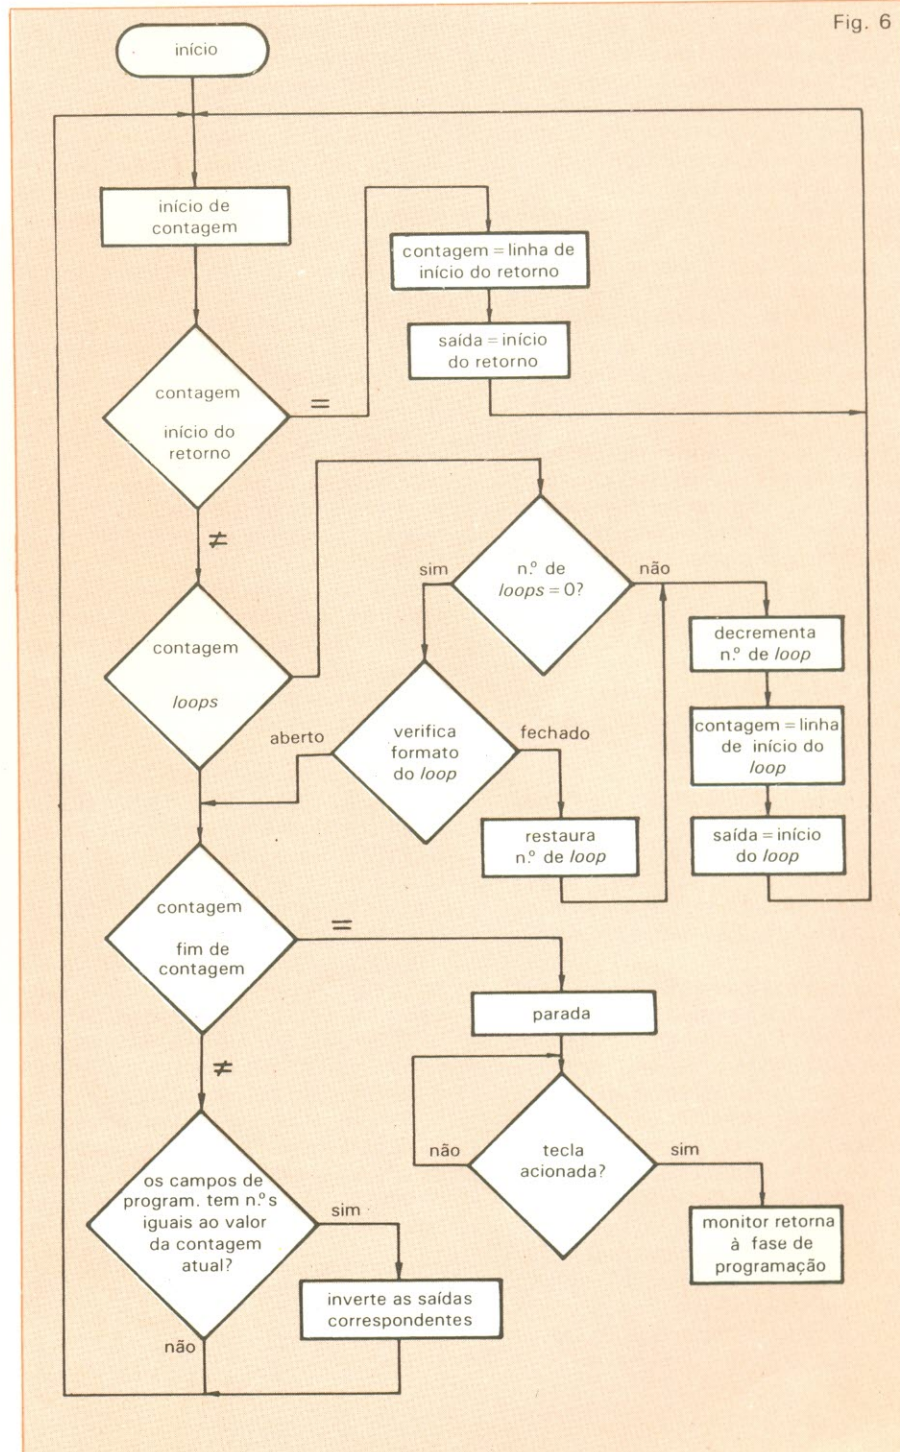 Fig. 6
início
início de
contagem
contagem = linha de
início do retorno
saída = início
do retorno
contagem
início do
retorno
=
≠
n.º de
loops = 0?
sim
não
contagem
loops
decrementa
n.º de loop
contagem = linha
de início do
loop
saída = início
do loop
verifica
formato
do loop
aberto
fechado
restaura
n.º de loop
contagem
fim de
contagem
=
≠
parada
tecla
acionada?
não
sim
monitor retorna
à fase de
programação
os campos de
program. tem n.ºs
iguais ao valor
da contagem
atual?
sim
não
inverte as saídas
correspondentes